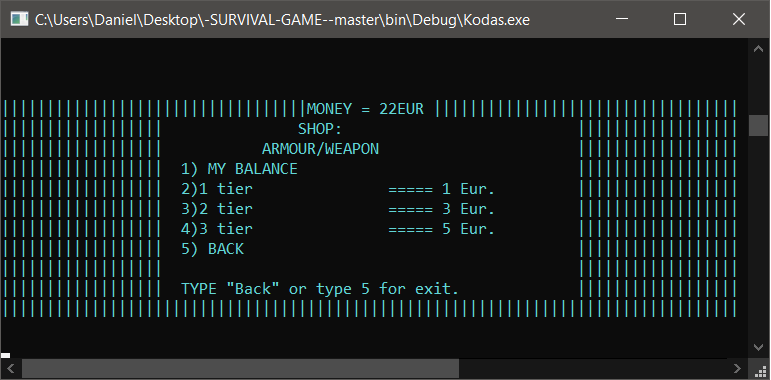 C:\Users\Daniel\Desktop\-SURVIVAL-GAME--master\bin\Debug\Kodas.exe
||||||||||||||||||||||||||||||||||MONEY = 22EUR ||||||||||||||||||||||||||||||||||
||||||||||||||||||               SHOP:                          ||||||||||||||||||
||||||||||||||||||           ARMOUR/WEAPON                      ||||||||||||||||||
||||||||||||||||||  1) MY BALANCE                               ||||||||||||||||||
||||||||||||||||||  2)1 tier               ===== 1 Eur.         ||||||||||||||||||
||||||||||||||||||  3)2 tier               ===== 3 Eur.         ||||||||||||||||||
||||||||||||||||||  4)3 tier               ===== 5 Eur.         ||||||||||||||||||
||||||||||||||||||  5) BACK                                     ||||||||||||||||||
||||||||||||||||||                                              ||||||||||||||||||
||||||||||||||||||  TYPE "Back" or type 5 for exit.             ||||||||||||||||||
||||||||||||||||||||||||||||||||||||||||||||||||||||||||||||||||||||||||||||||||||